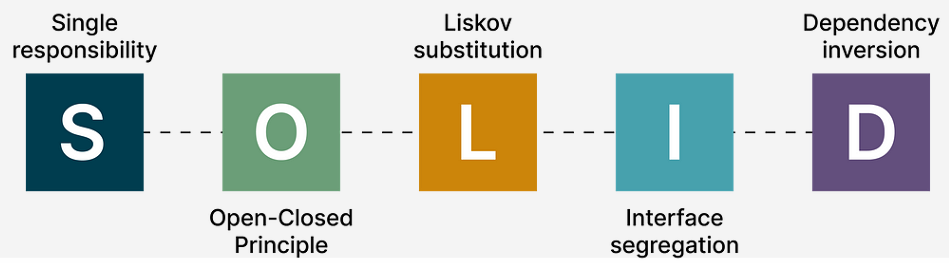 Single
responsibility
Liskov
substitution
Dependency
inversion
S
O
L
I
D
Open-Closed
Principle
Interface
segregation